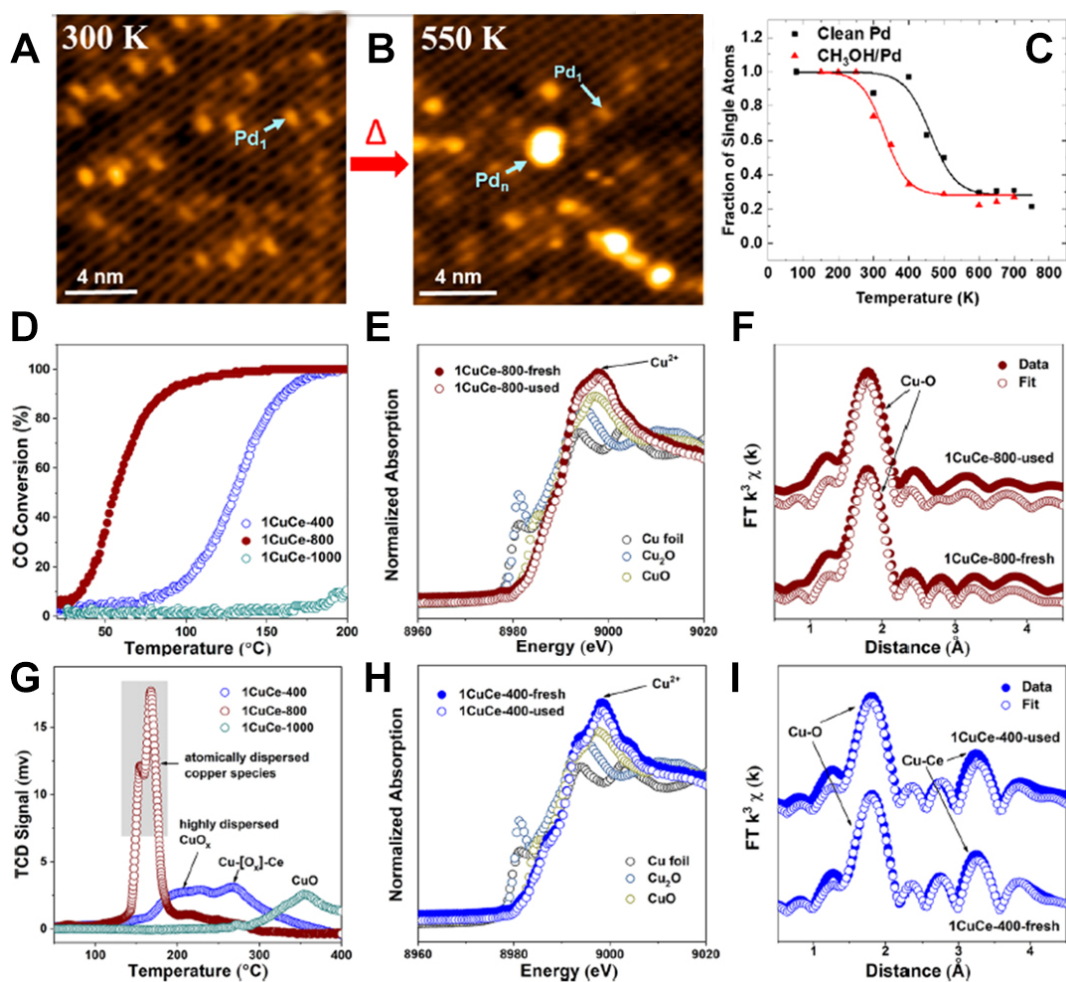 A
300 K
Pd1
4 nm
Δ
B
550 K
Pd1
Pdn
4 nm
C
Clean Pd
CH3OH/Pd
Fraction of Single Atoms
1.2
1.0
0.8
0.6
0.4
0.2
0.0
0 100 200 300 400 500 600 700 800
Temperature (K)
D
CO Conversion (%)
100
80
60
40
20
0
1CuCe-400
1CuCe-800
1CuCe-1000
50 100 150 200
Temperature (°C)
E
Normalized Absorption
1CuCe-800-fresh
1CuCe-800-used
Cu2+
Cu foil
Cu2O
CuO
8960 8980 9000 9020
Energy (eV)
F
FT k3 χ (k)
Data
Fit
Cu-O
1CuCe-800-used
1CuCe-800-fresh
1 2 3 4
Distance (Å)
G
TCD Signal (mv)
15
10
5
0
1CuCe-400
1CuCe-800
1CuCe-1000
atomically dispersed
copper species
highly dispersed
CuOx
Cu-[Ox]-Ce
CuO
100 200 300 400
Temperature (°C)
H
Normalized Absorption
1CuCe-400-fresh
1CuCe-400-used
Cu2+
Cu foil
Cu2O
CuO
8960 8980 9000 9020
Energy (eV)
I
FT k3 χ (k)
Data
Fit
Cu-O
1CuCe-400-used
Cu-Ce
1CuCe-400-fresh
1 2 3 4
Distance (Å)